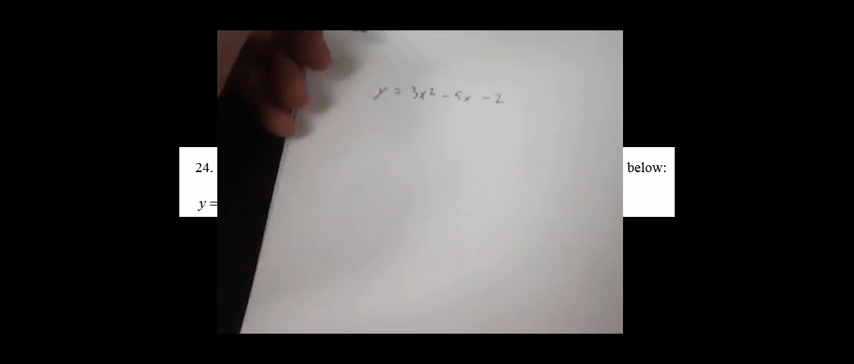 y = 3x² - 5x - 2
24. below:
y =